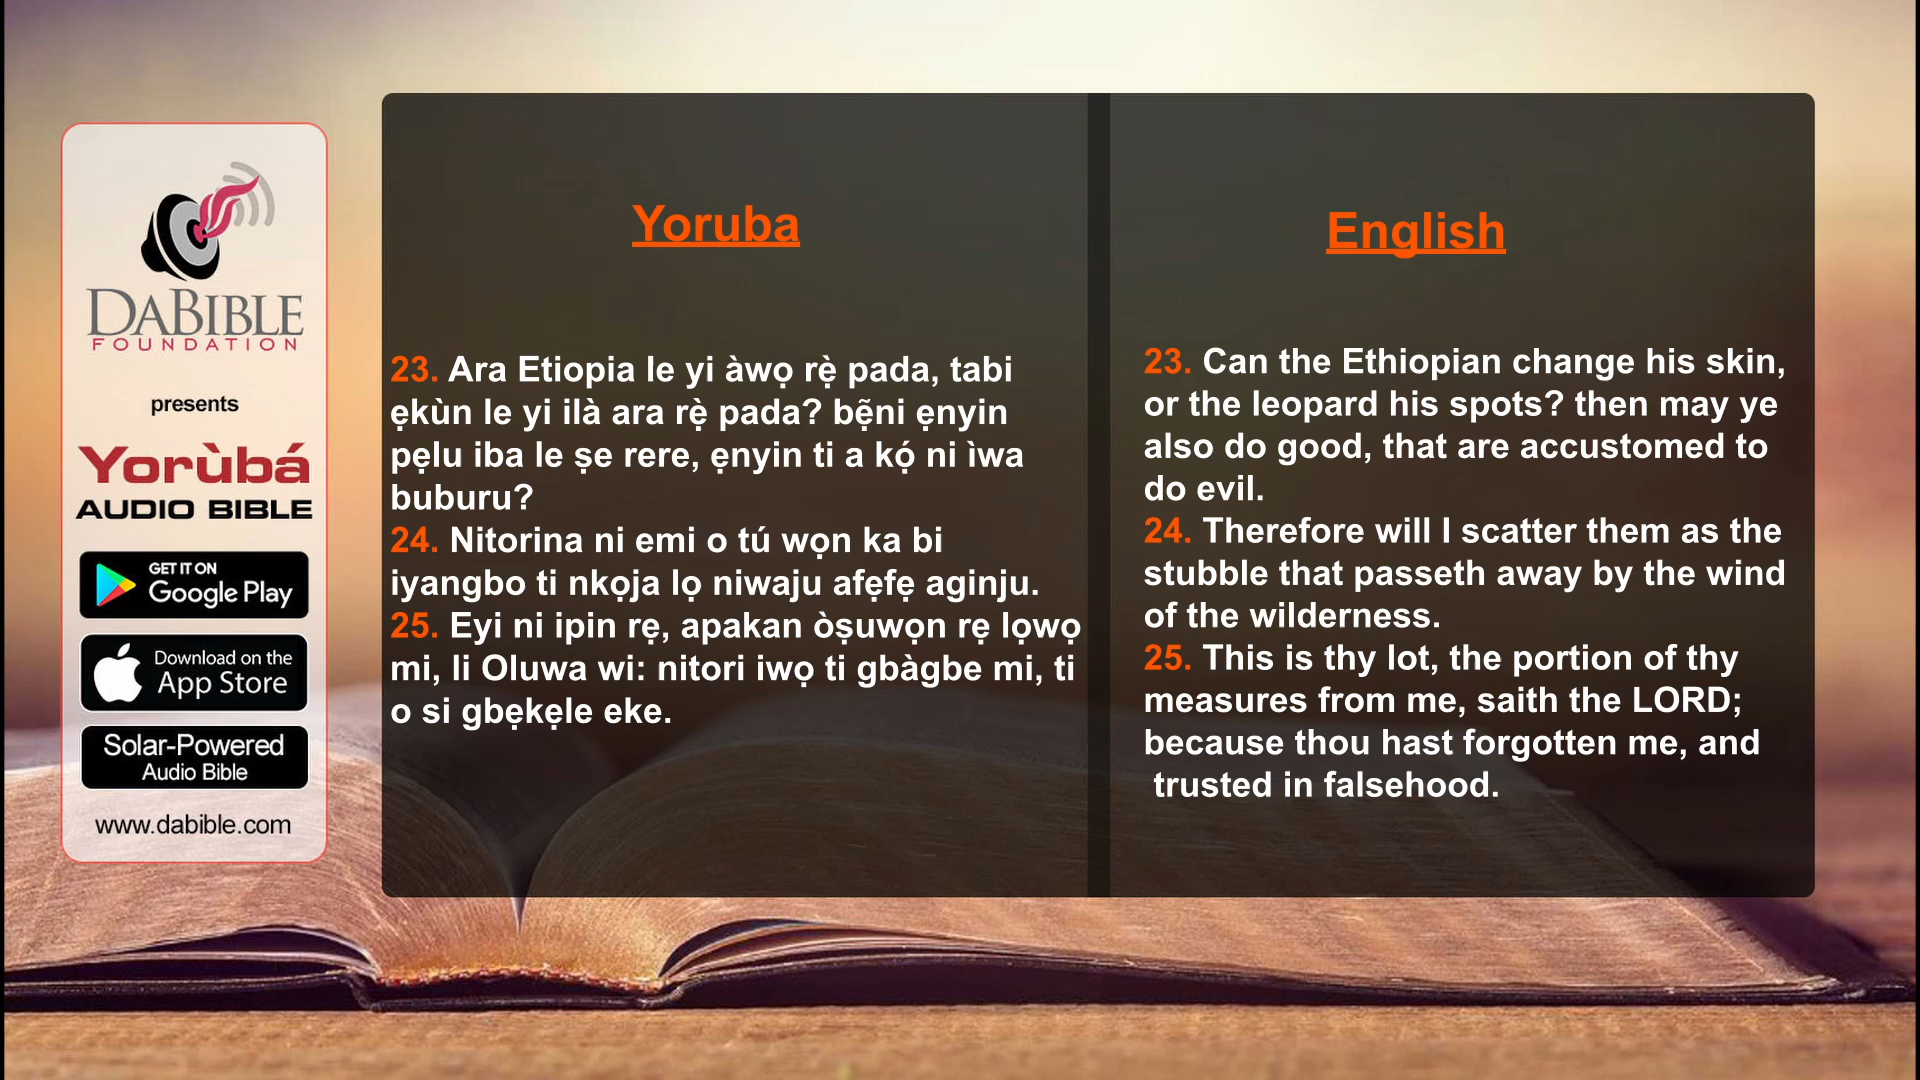 DABIBLE
FOUNDATION
presents
Yorùbá
AUDIO BIBLE
GET IT ON
Google Play
Download on the
App Store
Solar-Powered
Audio Bible
www.dabible.com
Yoruba
23. Ara Etiopia le yi àwọ rẹ̀ pada, tabi
ẹkùn le yi ilà ara rẹ̀ pada? bẹ̃ni ẹnyin
pẹlu iba le ṣe rere, ẹnyin ti a kọ́ ni ìwa
buburu?
24. Nitorina ni emi o tú wọn ka bi
iyangbo ti nkọja lọ niwaju afẹfẹ aginju.
25. Eyi ni ipin rẹ, apakan òṣuwọn rẹ lọwọ
mi, li Oluwa wi: nitori iwọ ti gbàgbe mi, ti
o si gbẹkẹle eke.
English
23. Can the Ethiopian change his skin,
or the leopard his spots? then may ye
also do good, that are accustomed to
do evil.
24. Therefore will I scatter them as the
stubble that passeth away by the wind
of the wilderness.
25. This is thy lot, the portion of thy
measures from me, saith the LORD;
because thou hast forgotten me, and
trusted in falsehood.